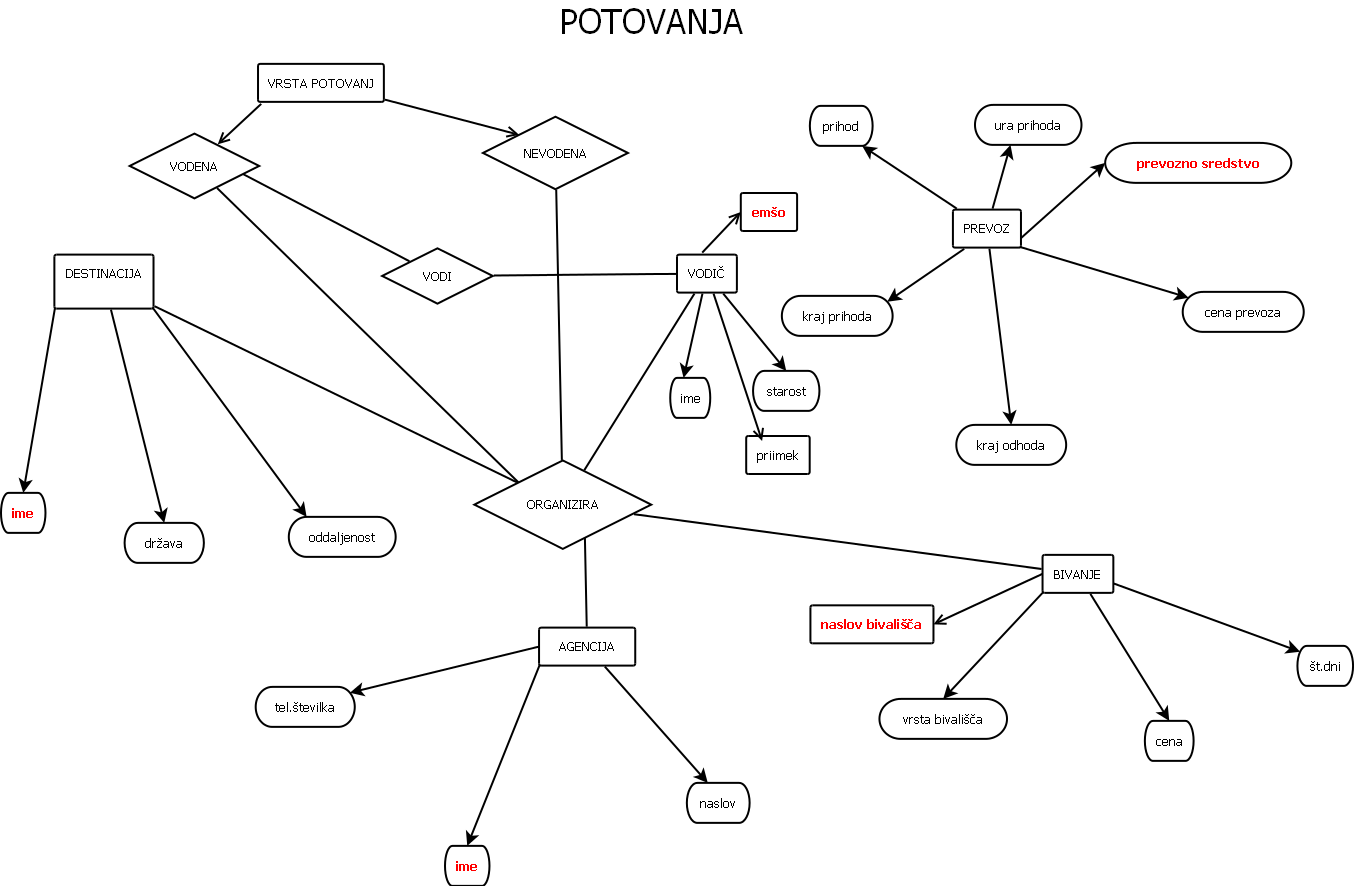 POTOVANJA
VRSTA POTOVANJ
VODENA
NEVODENA
prihod
ura prihoda
prevozno sredstvo
emšo
PREVOZ
DESTINACIJA
VODI
VODIČ
kraj prihoda
cena prevoza
ime
starost
priimek
kraj odhoda
ime
država
oddaljenost
ORGANIZIRA
BIVANJE
naslov bivališča
AGENCIJA
št.dni
tel.številka
vrsta bivališča
cena
naslov
ime